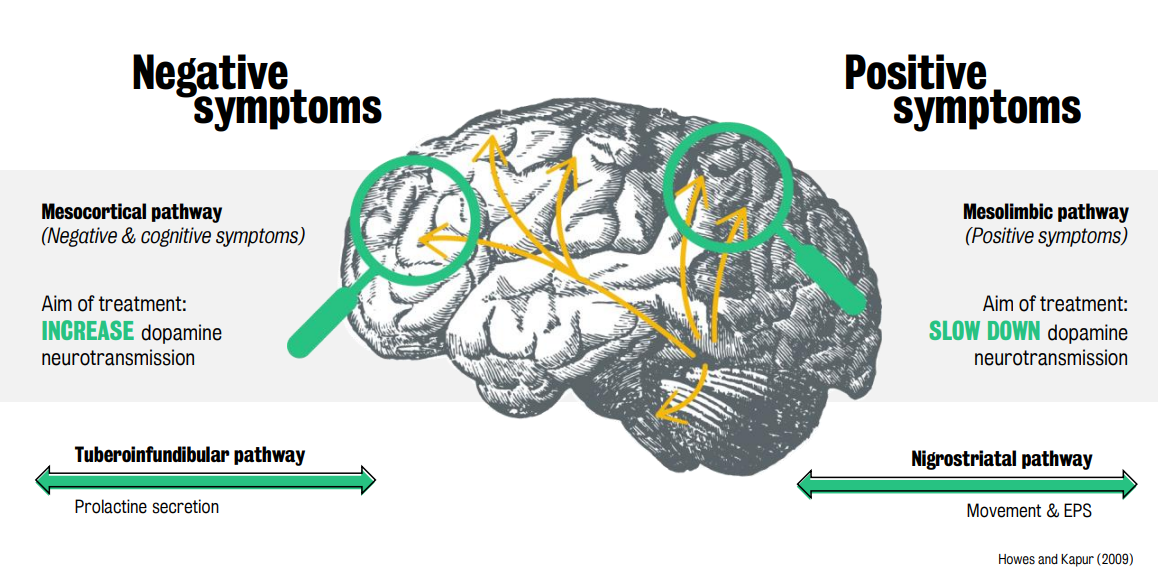 Negative
symptoms
Positive
symptoms
Mesocortical pathway
(Negative & cognitive symptoms)
Aim of treatment:
INCREASE dopamine
neurotransmission
Mesolimbic pathway
(Positive symptoms)
Aim of treatment:
SLOW DOWN dopamine
neurotransmission
Tuberoinfundibular pathway
Prolactine secretion
Nigrostriatal pathway
Movement & EPS
Howes and Kapur (2009)